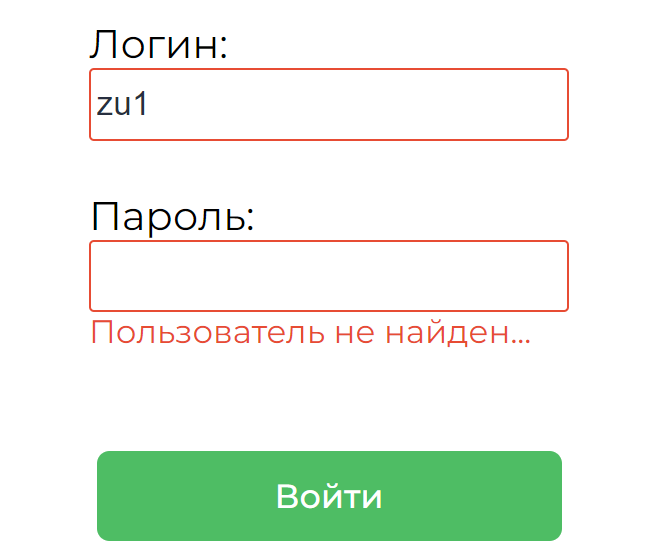 Логин:
zu1
Пароль:
Пользователь не найден...
Войти